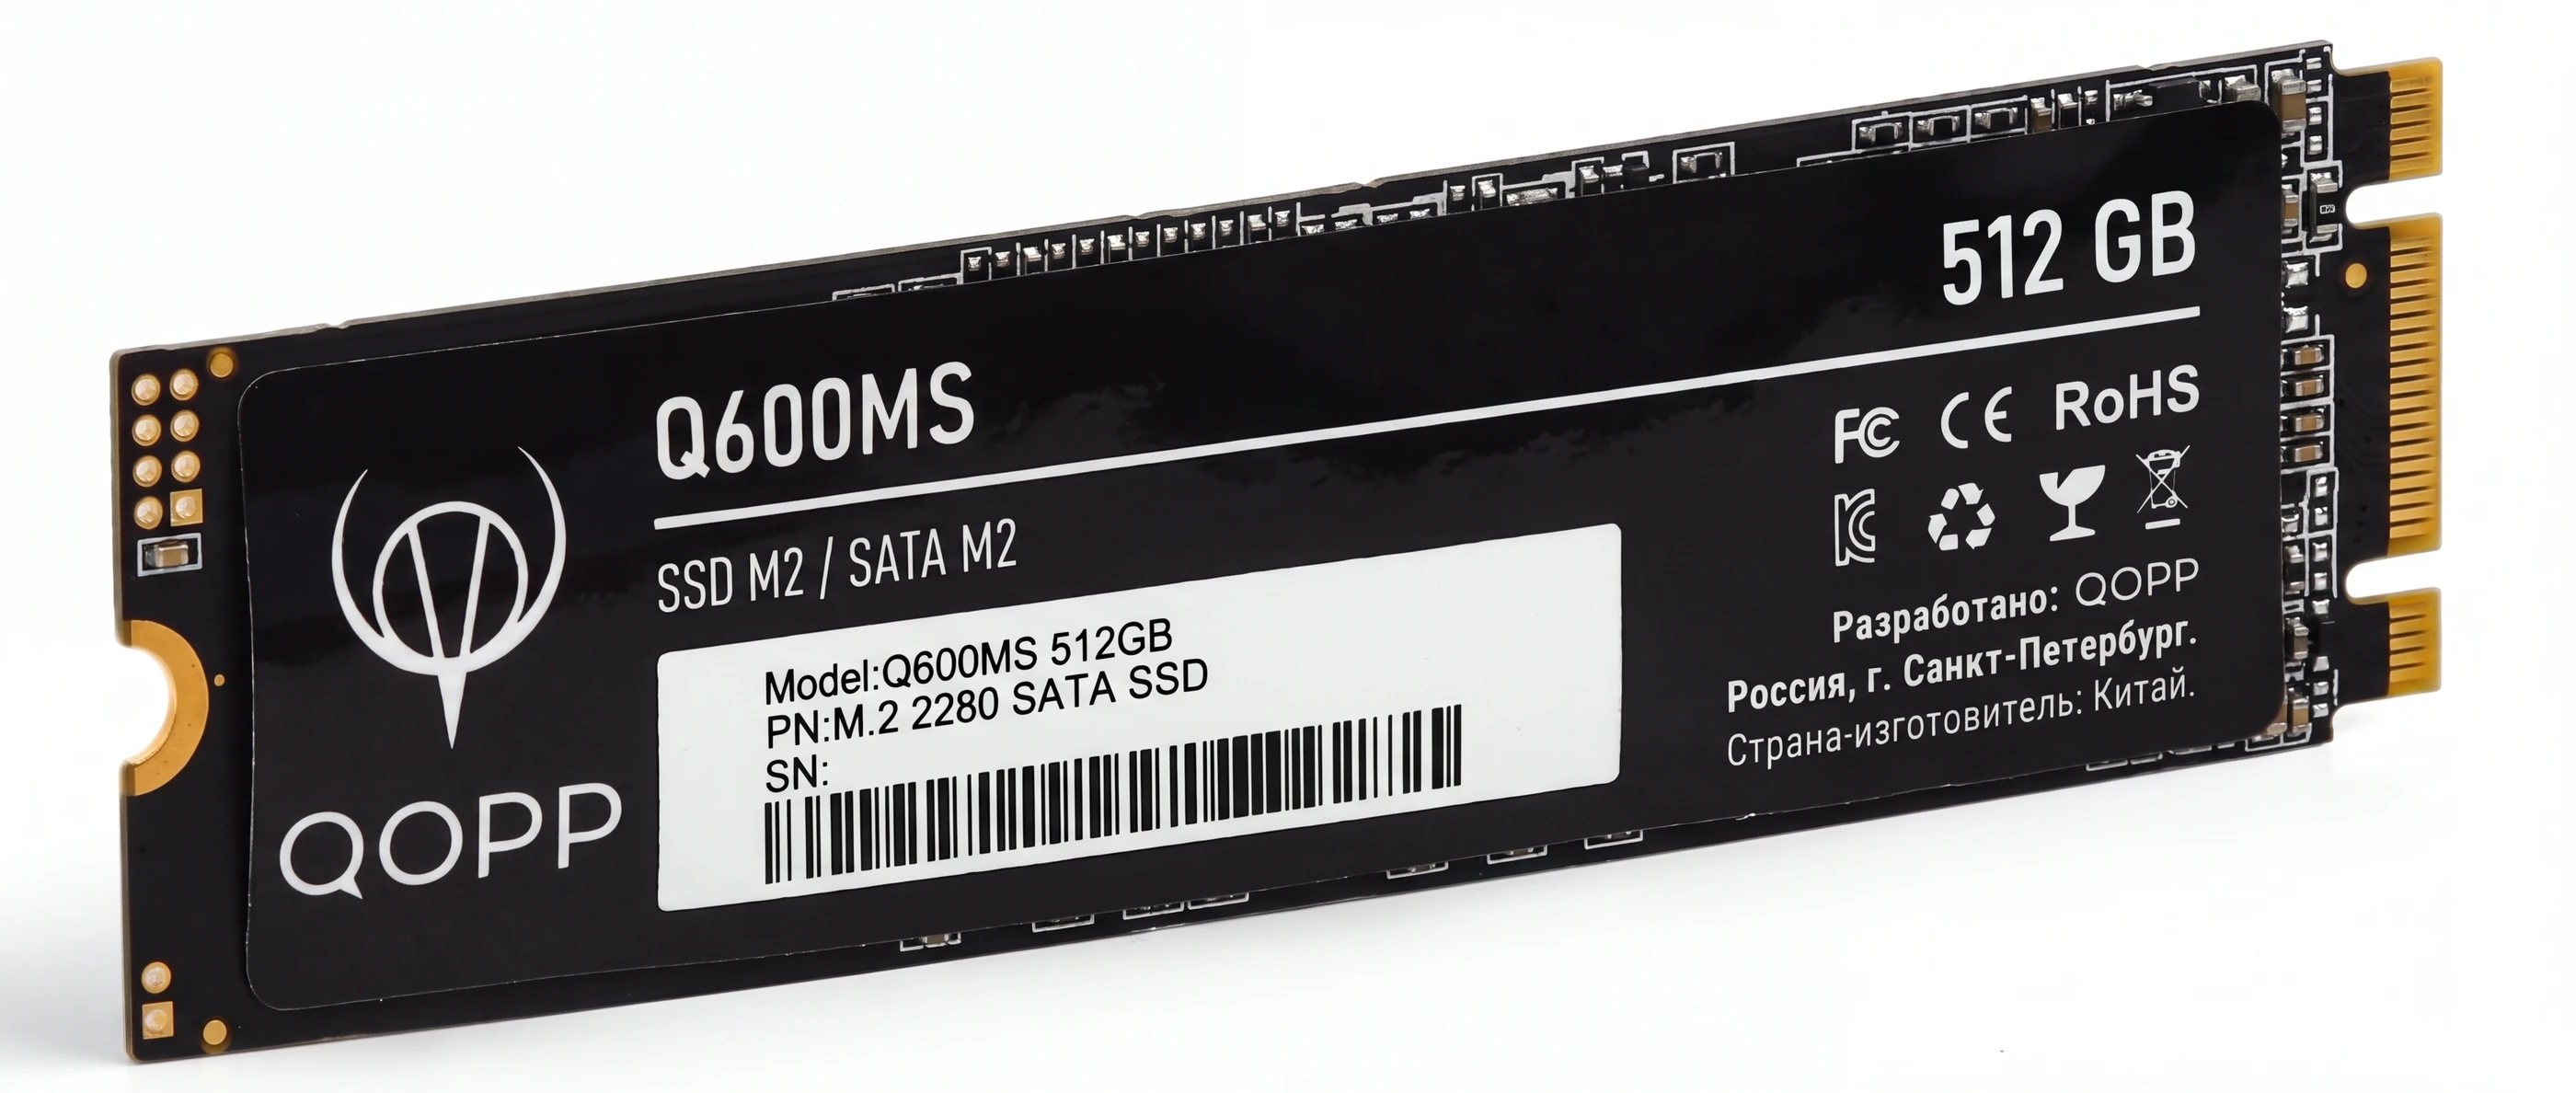 Q600MS
512 GB
SSD M2 / SATA M2
Model:Q600MS 512GB
PN:M.2 2280 SATA SSD
SN:
QOPP
FC CE RoHS
Разработано: QOPP
Россия, г. Санкт-Петербург.
Страна-изготовитель: Китай.